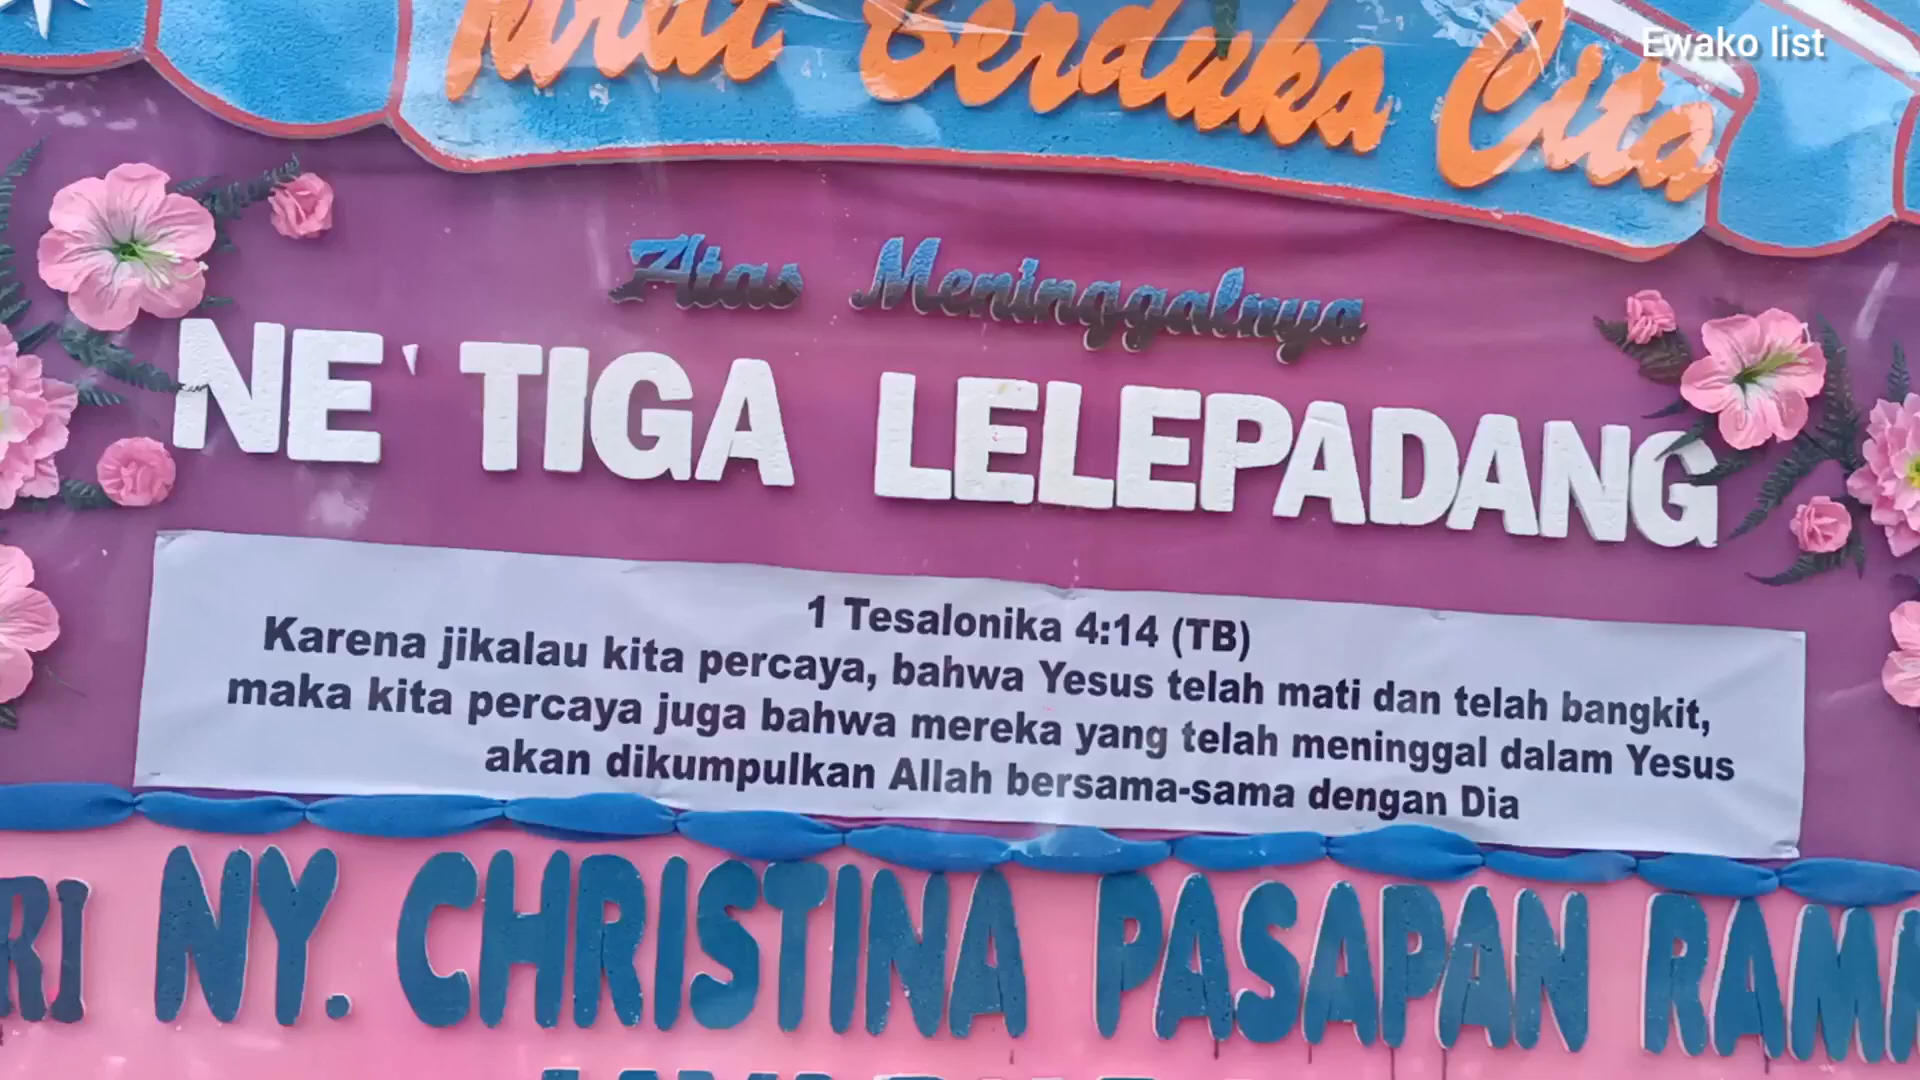 Turut Berduka Cita
Ewako list
Atas Meninggalnya
NE' TIGA LELEPADANG
1 Tesalonika 4:14 (TB)
Karena jikalau kita percaya, bahwa Yesus telah mati dan telah bangkit,
maka kita percaya juga bahwa mereka yang telah meninggal dalam Yesus
akan dikumpulkan Allah bersama-sama dengan Dia
RI NY. CHRISTINA PASAPAN